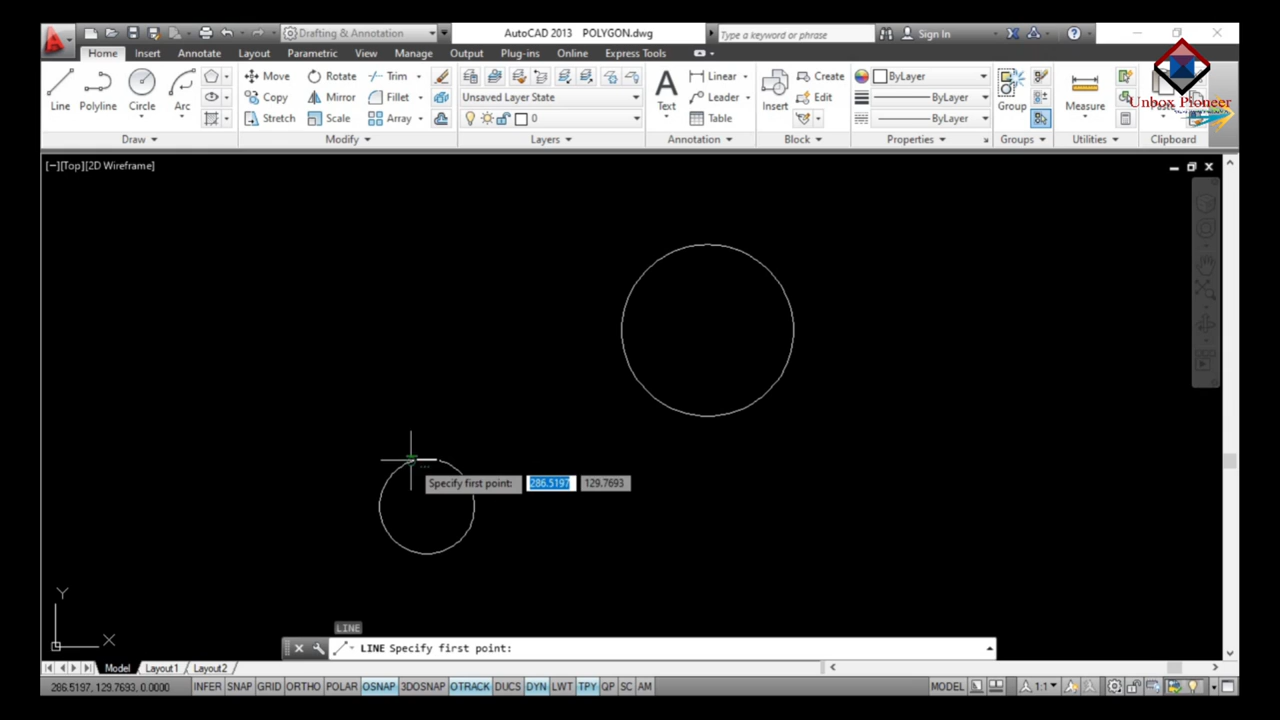 Drafting & Annotation AutoCAD 2013 POLYGON.dwg Type a keyword or phrase Sign In
Home Insert Annotate Layout Parametric View Manage Output Plug-ins Online Express Tools
Line Polyline Circle Arc
Move Rotate Trim
Copy Mirror Fillet
Stretch Scale Array
Unsaved Layer State
0
Text
Linear
Leader
Table
Insert
Create
Edit
ByLayer
ByLayer
ByLayer
Group
Measure
Unbox Pioneer
Draw Modify Layers Annotation Block Properties Groups Utilities Clipboard
[−][Top][2D Wireframe]
Specify first point: 286.5197 129.7693
Y
X
LINE
LINE Specify first point:
Model Layout1 Layout2
286.5197, 129.7693, 0.0000 INFER SNAP GRID ORTHO POLAR OSNAP 3DOSNAP OTRACK DUCS DYN LWT TPY QP SC AM MODEL 1:1